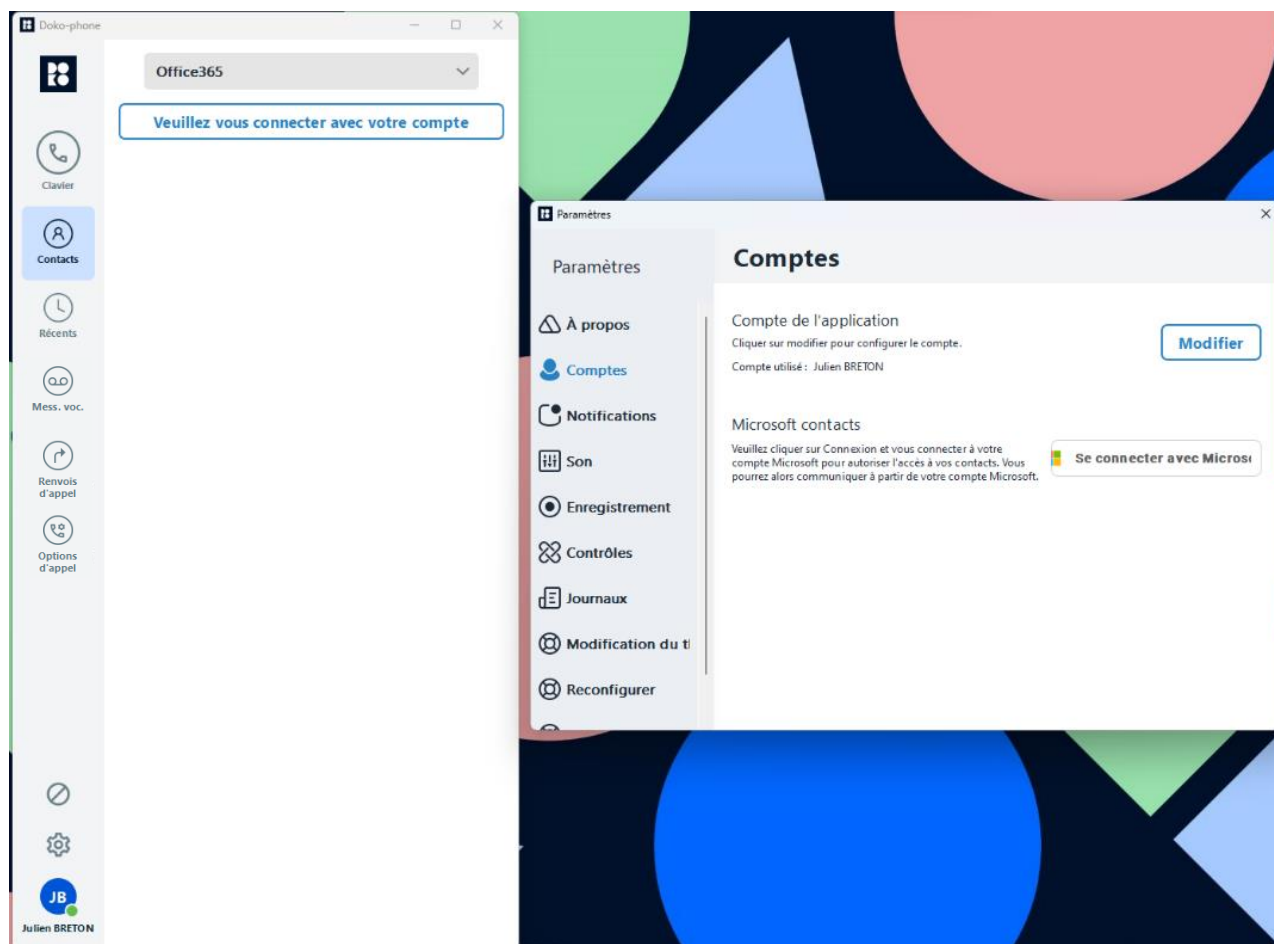 Doko-phone
Office365
Veuillez vous connecter avec votre compte
Clavier
Contacts
Récents
Mess. voc.
Renvois
d'appel
Options
d'appel
JB
Julien BRETON
Paramètres
Paramètres
À propos
Comptes
Notifications
Son
Enregistrement
Contrôles
Journaux
Modification du
Reconfigurer
Comptes
Compte de l'application
Cliquer sur modifier pour configurer le compte.
Compte utilisé : Julien BRETON
Modifier
Microsoft contacts
Veuillez cliquer sur Connexion et vous connecter à votre
compte Microsoft pour autoriser l'accès à vos contacts. Vous
pourrez alors communiquer à partir de votre compte Microsoft.
Se connecter avec